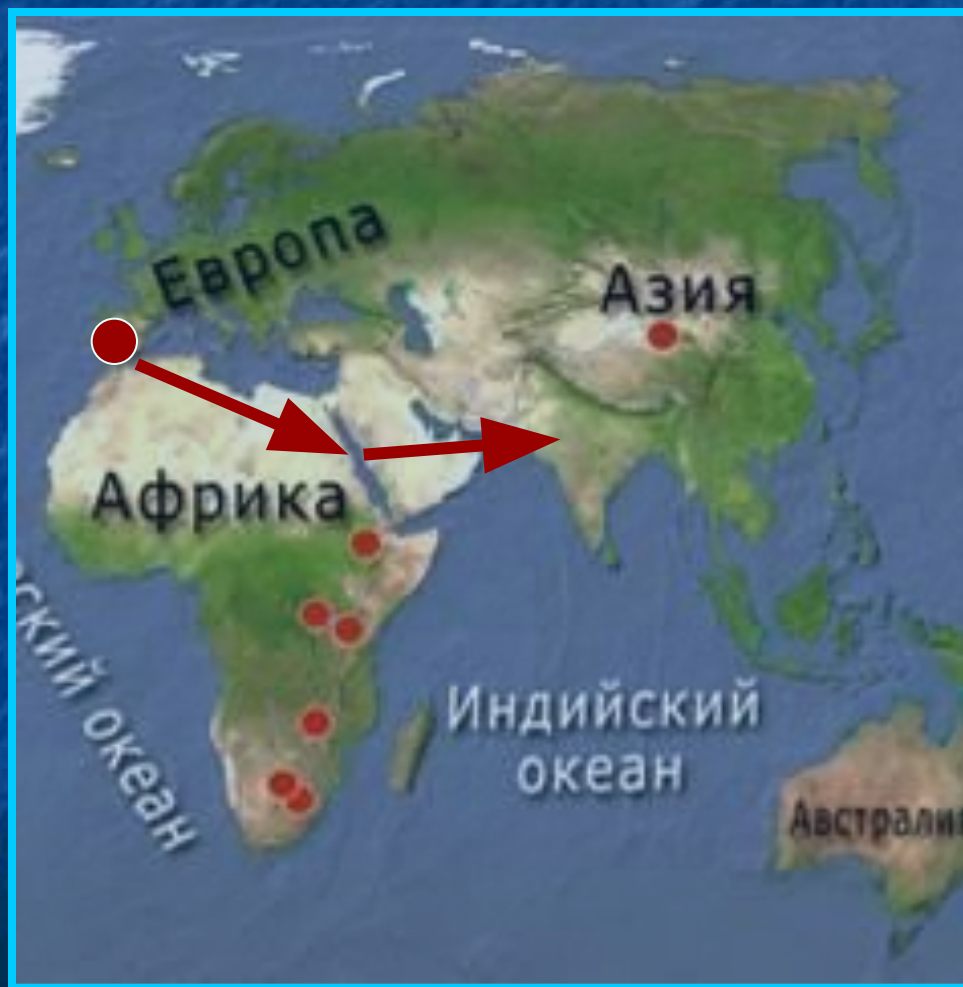 Европа
Азия
Африка
ский океан
Индийский
океан
Австрали